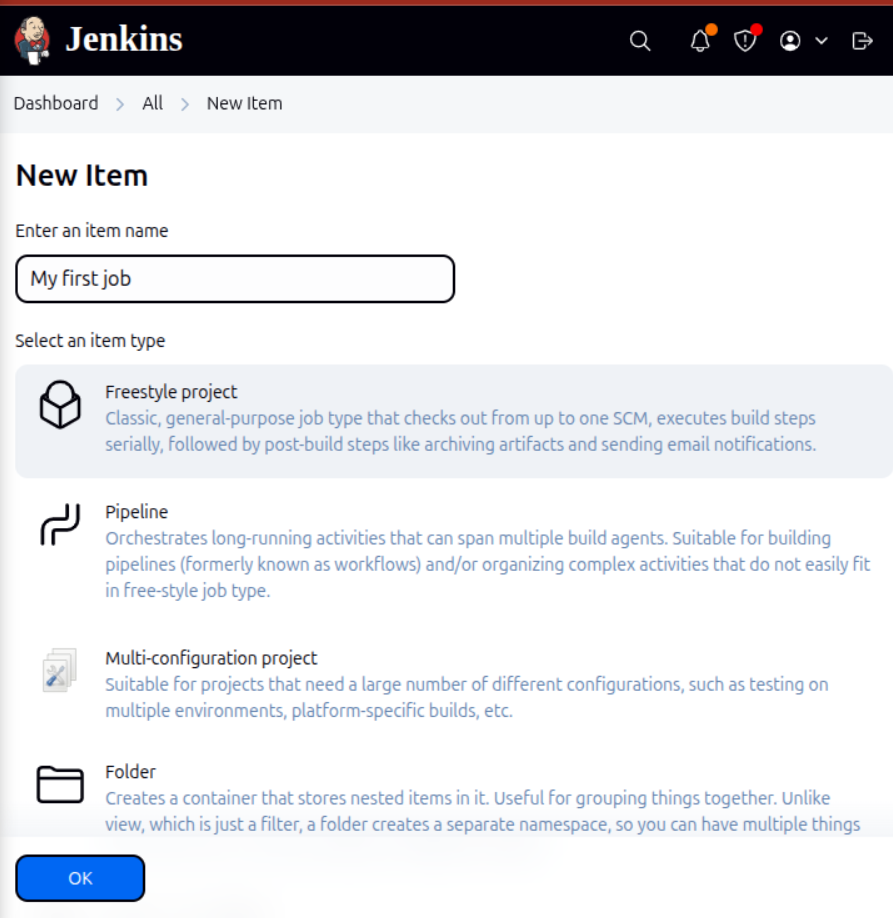 Jenkins
Dashboard > All > New Item
New Item
Enter an item name
My first job
Select an item type
Freestyle project
Classic, general-purpose job type that checks out from up to one SCM, executes build steps
serially, followed by post-build steps like archiving artifacts and sending email notifications.
Pipeline
Orchestrates long-running activities that can span multiple build agents. Suitable for building
pipelines (formerly known as workflows) and/or organizing complex activities that do not easily fit
in free-style job type.
Multi-configuration project
Suitable for projects that need a large number of different configurations, such as testing on
multiple environments, platform-specific builds, etc.
Folder
Creates a container that stores nested items in it. Useful for grouping things together. Unlike
view, which is just a filter, a folder creates a separate namespace, so you can have multiple things
OK